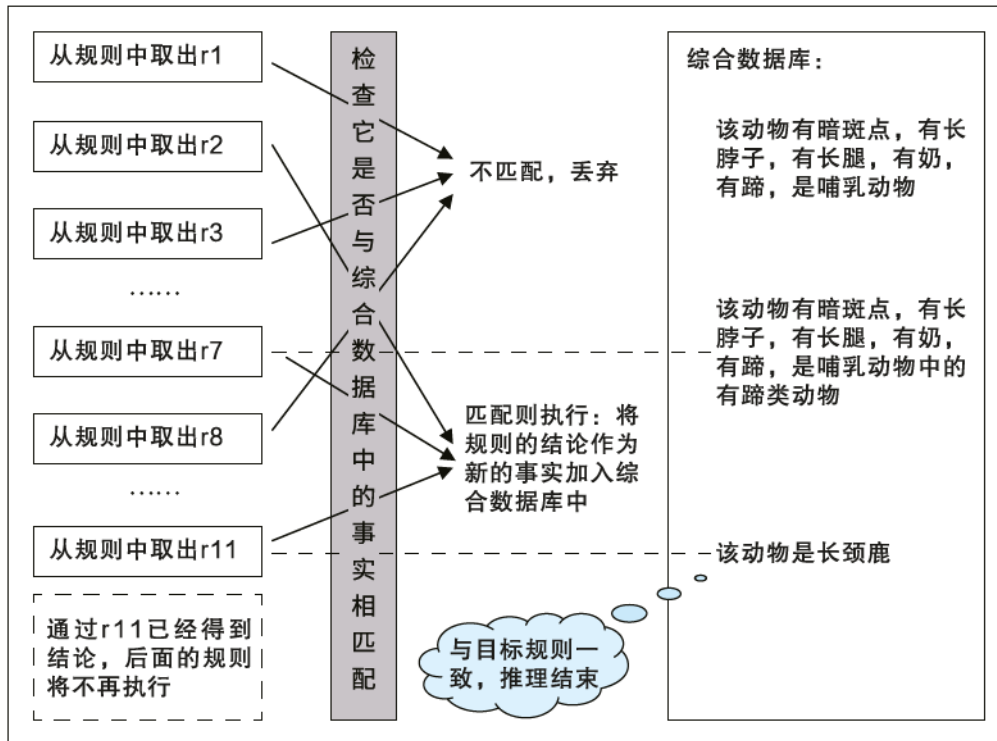 从规则中取出r1
从规则中取出r2
从规则中取出r3
……
从规则中取出r7
从规则中取出r8
……
从规则中取出r11
通过r11已经得到
结论，后面的规则
将不再执行
检
查
它
是
否
与
综
合
数
据
库
中
的
事
实
相
匹
配
不匹配，丢弃
匹配则执行：将
规则的结论作为
新的事实加入综
合数据库中
与目标规则一
致，推理结束
综合数据库：
该动物有暗斑点，有长
脖子，有长腿，有奶，
有蹄，是哺乳动物
该动物有暗斑点，有长
脖子，有长腿，有奶，
有蹄，是哺乳动物中的
有蹄类动物
该动物是长颈鹿